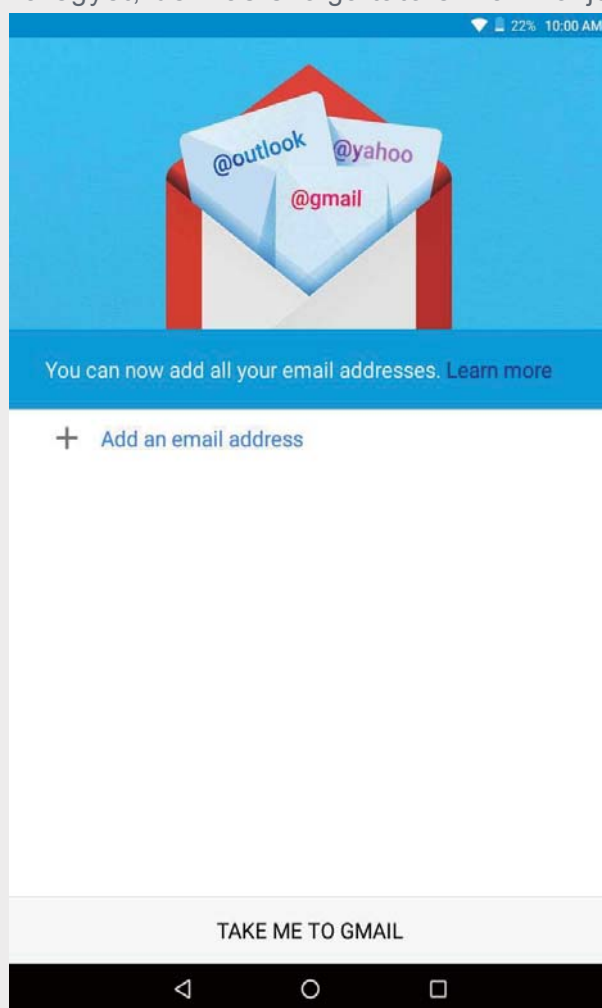 22% 10:00 AM
@outlook
@yahoo
@gmail
You can now add all your email addresses. Learn more
+ Add an email address
TAKE ME TO GMAIL